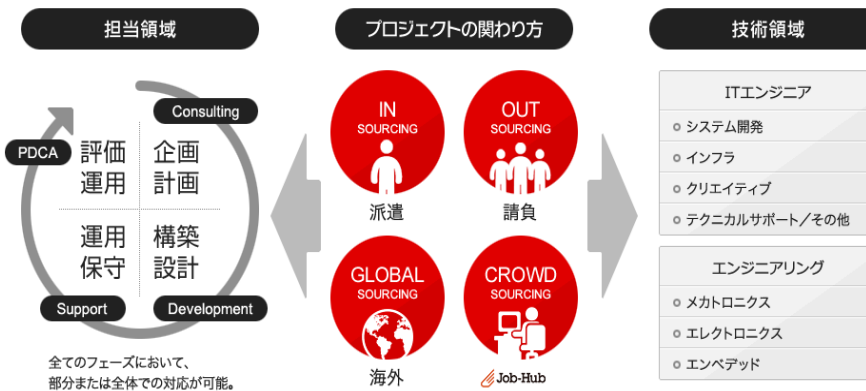 担当領域
Consulting
PDCA
評価
運用
企画
計画
運用
保守
構築
設計
Support
Development
全てのフェーズにおいて、
部分または全体での対応が可能。
プロジェクトの関わり方
IN
SOURCING
派遣
OUT
SOURCING
請負
GLOBAL
SOURCING
海外
CROWD
SOURCING
Job-Hub
技術領域
ITエンジニア
システム開発
インフラ
クリエイティブ
テクニカルサポート/その他
エンジニアリング
メカトロニクス
エレクトロニクス
エンベデッド